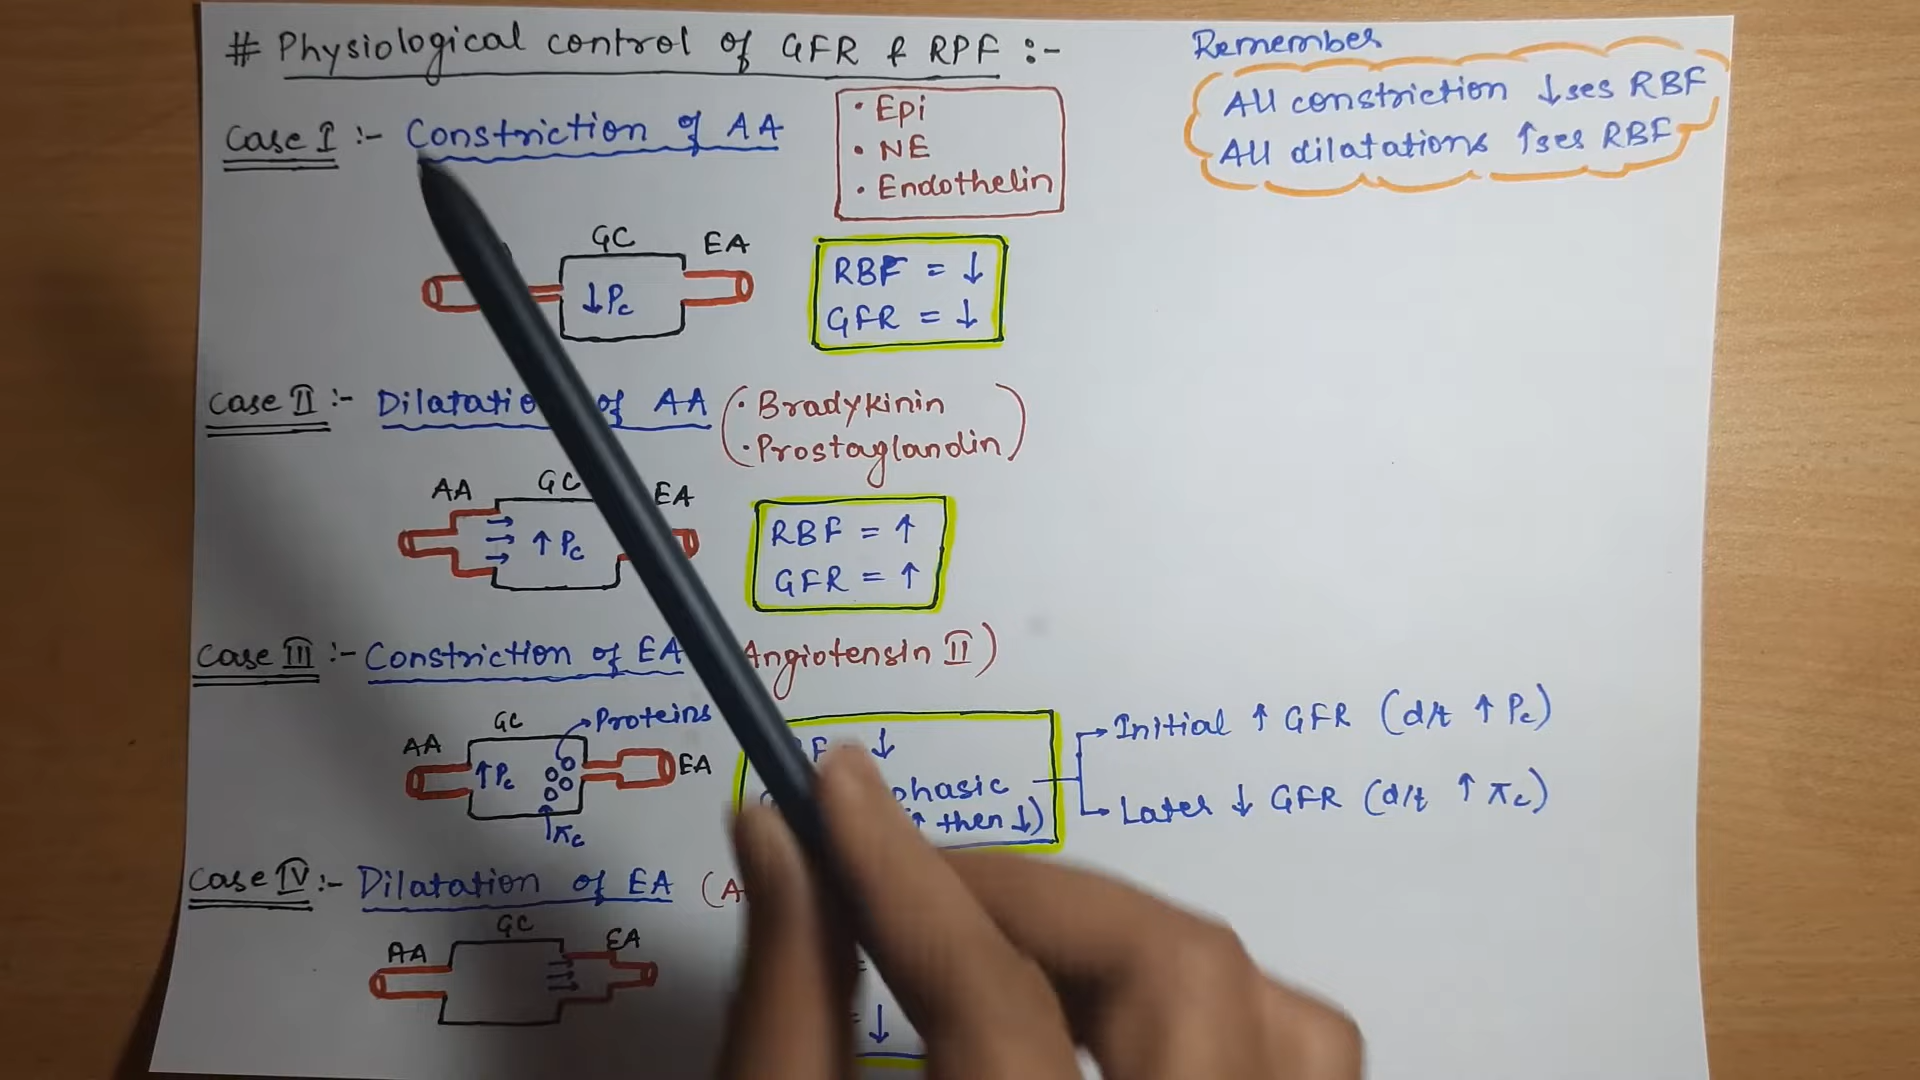 # Physiological control of GFR & RPF :-
Remember
All constriction ↓ses RBF
All dilatations ↑ses RBF
Case I :- Constriction of AA
• Epi
• NE
• Endothelin
GC
EA
↓Pc
RBF = ↓
GFR = ↓
Case II :- Dilatation of AA
• Bradykinin
• Prostaglandin
AA
GC
EA
↑ Pc
RBF = ↑
GFR = ↑
Case III :- Constriction of EA
Angiotensin II)
GC
Proteins
AA
↑Pc
EA
↑πc
↓
phasic
↑ then ↓)
Initial ↑ GFR (d/t ↑ Pc)
Later ↓ GFR (d/t ↑ πc)
Case IV :- Dilatation of EA
GC
AA
EA
= ↓